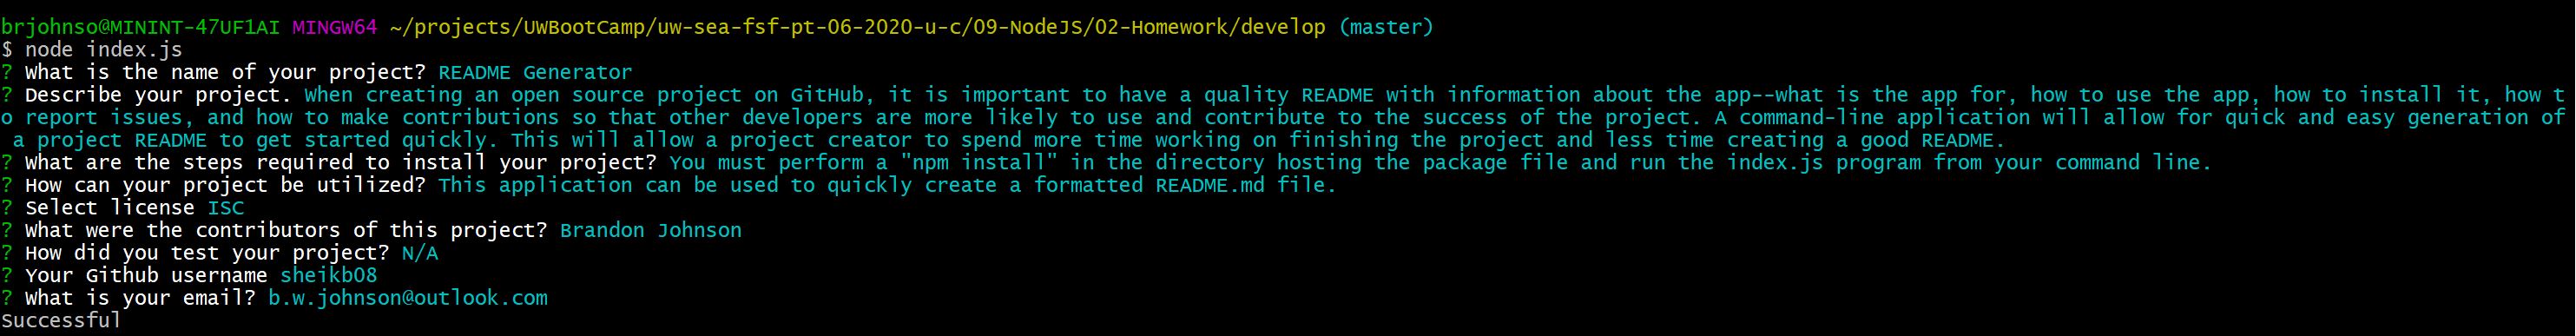 brjohnso@MININT-47UF1AI MINGW64 ~/projects/UWBootCamp/uw-sea-fsf-pt-06-2020-u-c/09-NodeJS/02-Homework/develop (master)
$ node index.js
? What is the name of your project? README Generator
? Describe your project. When creating an open source project on GitHub, it is important to have a quality README with information about the app--what is the app for, how to use the app, how to install it, how t
o report issues, and how to make contributions so that other developers are more likely to use and contribute to the success of the project. A command-line application will allow for quick and easy generation of
 a project README to get started quickly. This will allow a project creator to spend more time working on finishing the project and less time creating a good README.
? What are the steps required to install your project? You must perform a "npm install" in the directory hosting the package file and run the index.js program from your command line.
? How can your project be utilized? This application can be used to quickly create a formatted README.md file.
? Select license ISC
? What were the contributors of this project? Brandon Johnson
? How did you test your project? N/A
? Your Github username sheikb08
? What is your email? b.w.johnson@outlook.com
Successful